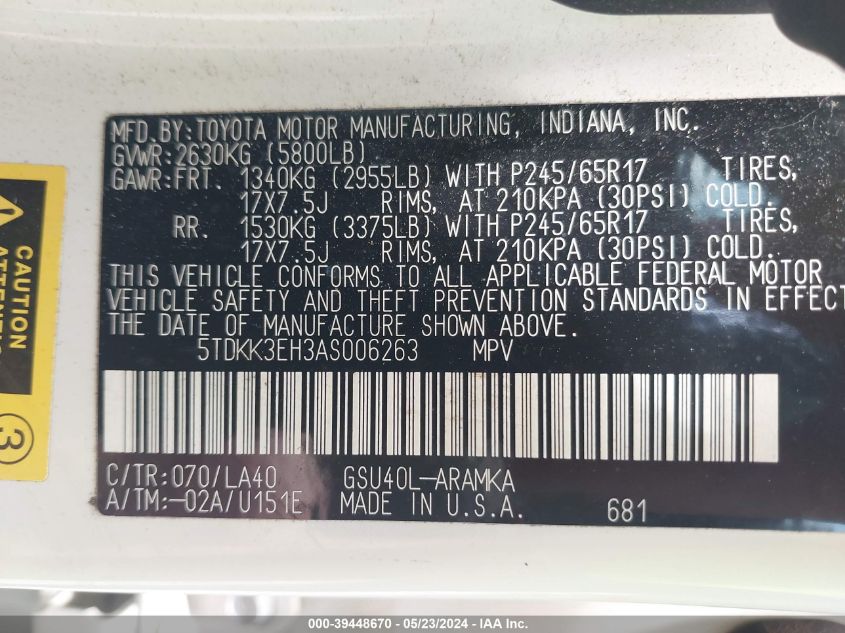 MFD. BY: TOYOTA MOTOR MANUFACTURING, INDIANA, INC.
GVWR: 2630KG (5800LB)
GAWR: FRT. 1340KG (2955LB) WITH P245/65R17 TIRES,
17X7.5J RIMS, AT 210KPA (30PSI) COLD.
RR. 1530KG (3375LB) WITH P245/65R17 TIRES,
17X7.5J RIMS, AT 210KPA (30PSI) COLD.
THIS VEHICLE CONFORMS TO ALL APPLICABLE FEDERAL MOTOR
VEHICLE SAFETY AND THEFT PREVENTION STANDARDS IN EFFECT
THE DATE OF MANUFACTURE SHOWN ABOVE.
5TDKK3EH3AS006263 MPV
C/TR: 070/LA40 GSU40L-ARAMKA
A/TM:-02A/U151E MADE IN U.S.A. 681
CAUTION
3
000-39448670 - 05/23/2024 - IAA Inc.